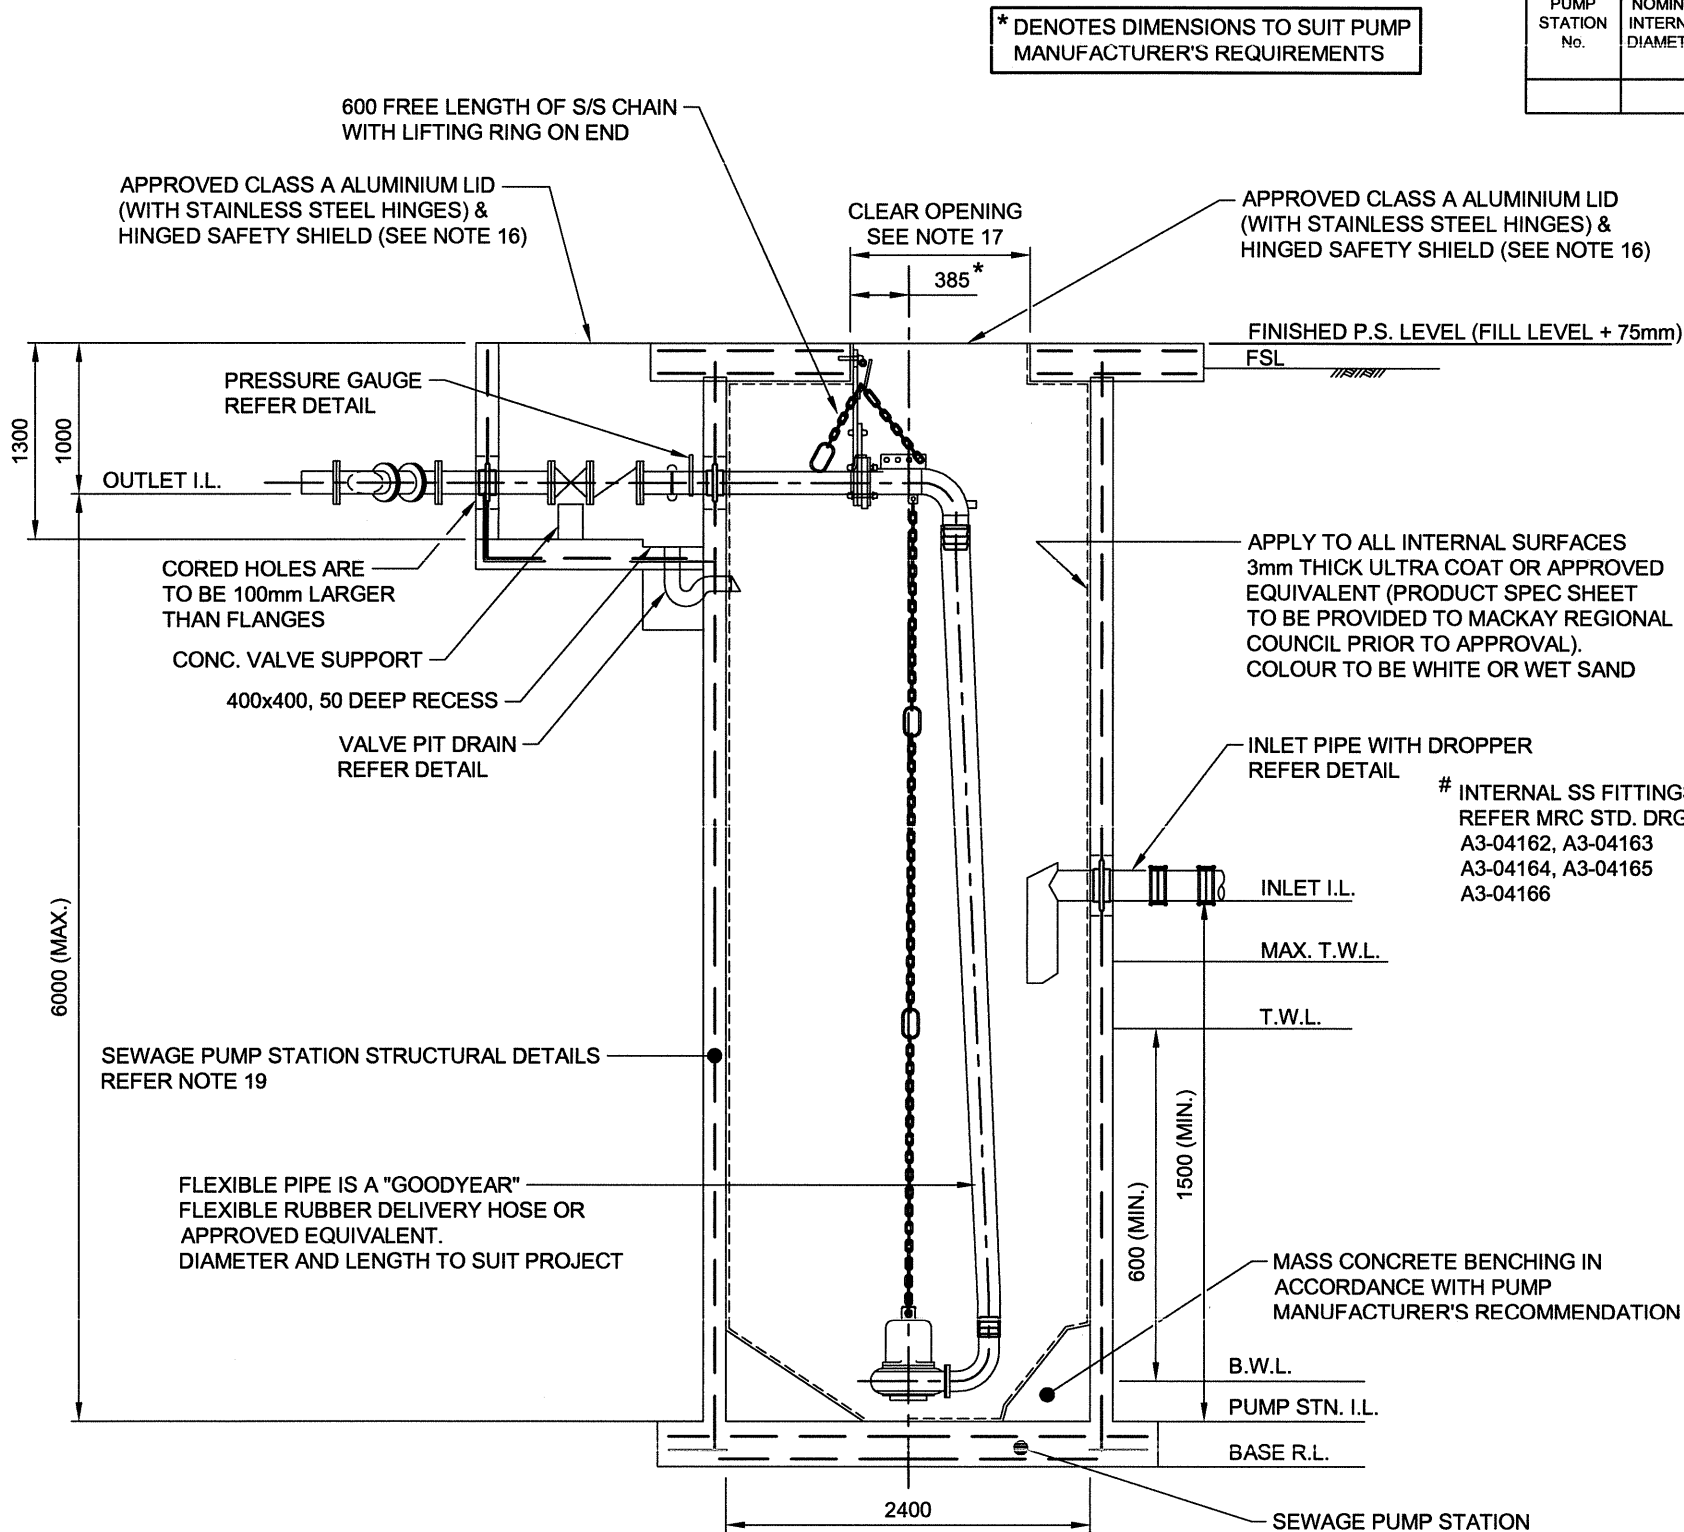 * DENOTES DIMENSIONS TO SUIT PUMP
MANUFACTURER'S REQUIREMENTS
PUMP
STATION
No.
600 FREE LENGTH OF S/S CHAIN
WITH LIFTING RING ON END
APPROVED CLASS A ALUMINIUM LID
(WITH STAINLESS STEEL HINGES) &
HINGED SAFETY SHIELD (SEE NOTE 16)
CLEAR OPENING
SEE NOTE 17
385*
APPROVED CLASS A ALUMINIUM LID
(WITH STAINLESS STEEL HINGES) &
HINGED SAFETY SHIELD (SEE NOTE 16)
FINISHED P.S. LEVEL (FILL LEVEL + 75mm)
FSL
PRESSURE GAUGE
REFER DETAIL
1300
1000
OUTLET I.L.
CORED HOLES ARE
TO BE 100mm LARGER
THAN FLANGES
CONC. VALVE SUPPORT
400x400, 50 DEEP RECESS
VALVE PIT DRAIN
REFER DETAIL
APPLY TO ALL INTERNAL SURFACES
3mm THICK ULTRA COAT OR APPROVED
EQUIVALENT (PRODUCT SPEC SHEET
TO BE PROVIDED TO MACKAY REGIONAL
COUNCIL PRIOR TO APPROVAL).
COLOUR TO BE WHITE OR WET SAND
INLET PIPE WITH DROPPER
REFER DETAIL
# INTERNAL SS FITTINGS
REFER MRC STD. DRG
A3-04162, A3-04163
A3-04164, A3-04165
A3-04166
INLET I.L.
MAX. T.W.L.
T.W.L.
6000 (MAX.)
SEWAGE PUMP STATION STRUCTURAL DETAILS
REFER NOTE 19
FLEXIBLE PIPE IS A "GOODYEAR"
FLEXIBLE RUBBER DELIVERY HOSE OR
APPROVED EQUIVALENT.
DIAMETER AND LENGTH TO SUIT PROJECT
600 (MIN.)
1500 (MIN.)
MASS CONCRETE BENCHING IN
ACCORDANCE WITH PUMP
MANUFACTURER'S RECOMMENDATION
B.W.L.
PUMP STN. I.L.
BASE R.L.
2400
SEWAGE PUMP STATION